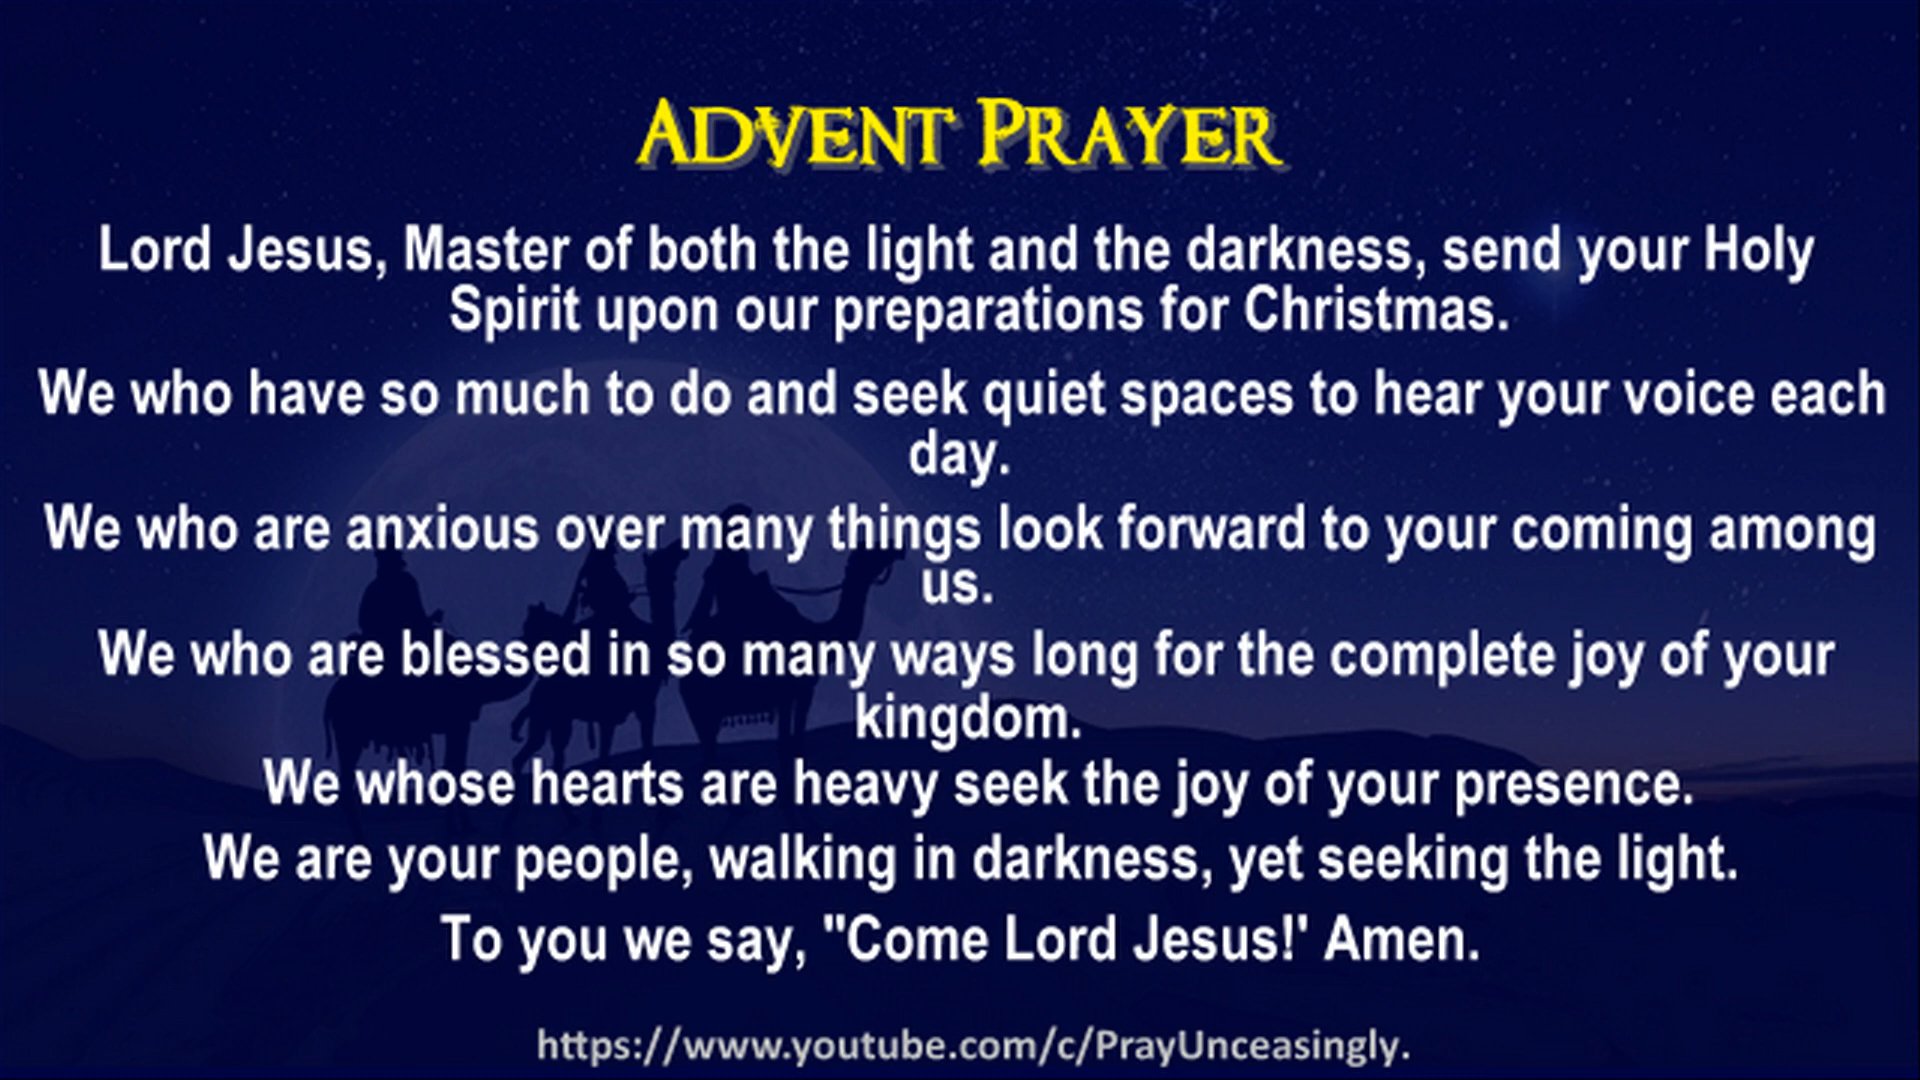 ADVENT PRAYER
Lord Jesus, Master of both the light and the darkness, send your Holy
Spirit upon our preparations for Christmas.
We who have so much to do and seek quiet spaces to hear your voice each
day.
We who are anxious over many things look forward to your coming among
us.
We who are blessed in so many ways long for the complete joy of your
kingdom.
We whose hearts are heavy seek the joy of your presence.
We are your people, walking in darkness, yet seeking the light.
To you we say, "Come Lord Jesus!' Amen.
https://www.youtube.com/c/PrayUnceasingly.